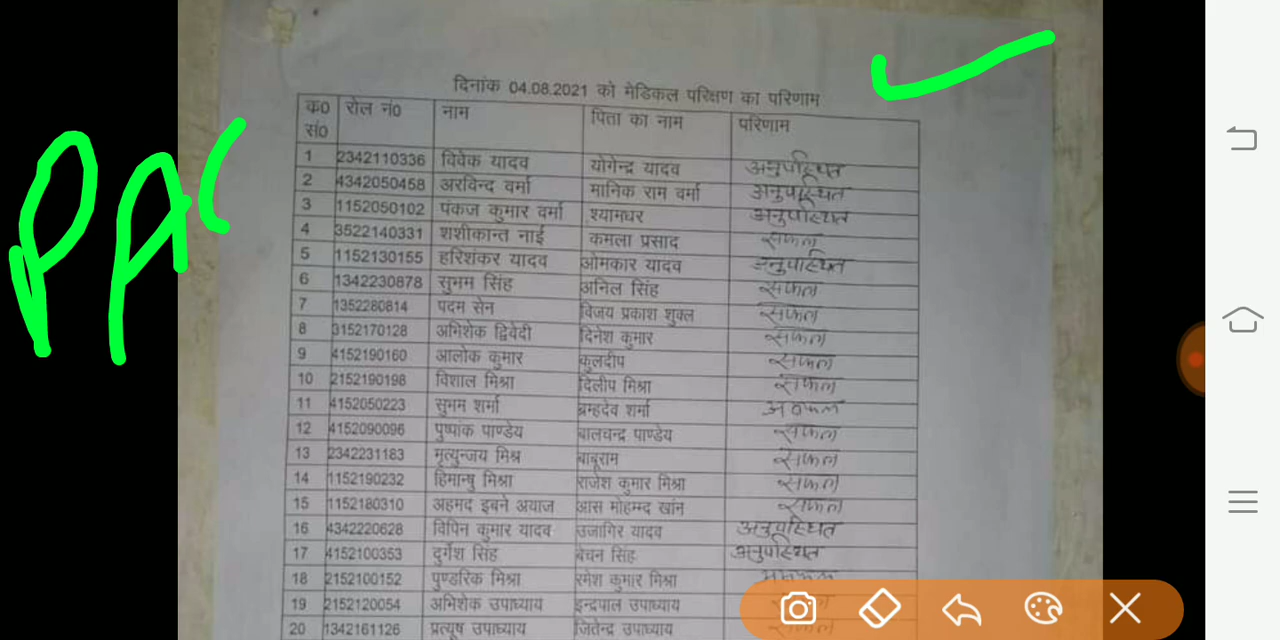 PAC
दिनांक 04.08.2021 को मेडिकल परिक्षण का परिणाम
क0 सं0 रोल नं0 नाम पिता का नाम परिणाम
1 2342110336 विवेक यादव योगेन्द्र यादव अनुपस्थित
2 4342050458 अरविन्द वर्मा मानिक राम वर्मा अनुपस्थित
3 1152050102 पंकज कुमार वर्मा श्यामधर अनुपस्थित
4 3522140331 शशीकान्त नाई कमला प्रसाद सफल
5 1152130155 हरिशंकर यादव ओमकार यादव अनुपस्थित
6 1342230878 सुभम सिंह अनिल सिंह सफल
7 1352280814 पदम सेन विजय प्रकाश शुक्ल सफल
8 3152170128 अभिशेक द्विवेदी दिनेश कुमार सफल
9 4152190160 आलोक कुमार कुलदीप सफल
10 2152190198 विशाल मिश्रा दिलीप मिश्रा सफल
11 4152050223 सुभम शर्मा ब्रम्हदेव शर्मा असफल
12 4152090096 पुष्पांक पाण्डेय बालचन्द्र पाण्डेय सफल
13 2342231183 मृत्युन्जय मिश्र बाबूराम सफल
14 1152190232 हिमान्षु मिश्रा राजेश कुमार मिश्रा सफल
15 1152180310 अहमद इबने अयाज आस मोहम्मद खांन सफल
16 4342220628 विपिन कुमार यादव उजागिर यादव अनुपस्थित
17 4152100353 दुर्गेश सिंह बेचन सिंह अनुपस्थित
18 2152100152 पुण्डरिक मिश्रा रमेश कुमार मिश्रा
19 2152120054 अभिशेक उपाध्याय इन्द्रपाल उपाध्याय
20 1342161126 प्रत्यूष उपाध्याय जितेन्द्र उपाध्याय